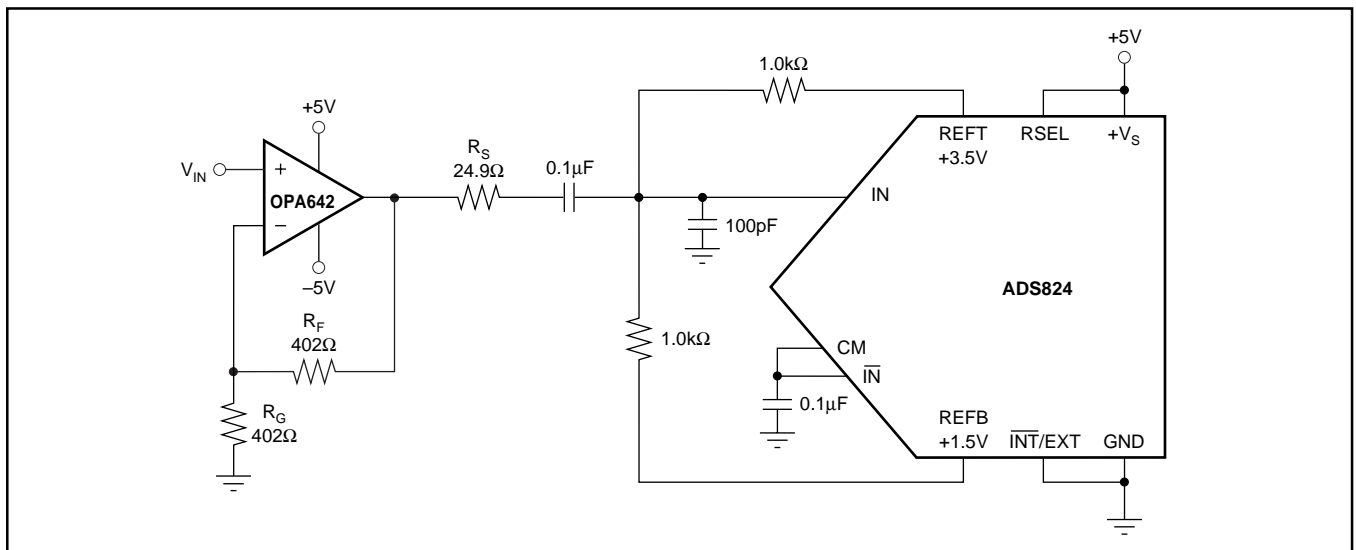 +5V
1.0kΩ
+5V
REFT
+3.5V
RSEL
+VS
VIN
+
OPA642
–
–5V
RS
24.9Ω
0.1µF
IN
100pF
ADS824
RF
402Ω
1.0kΩ
CM
IN
0.1µF
RG
402Ω
REFB
+1.5V
INT/EXT
GND